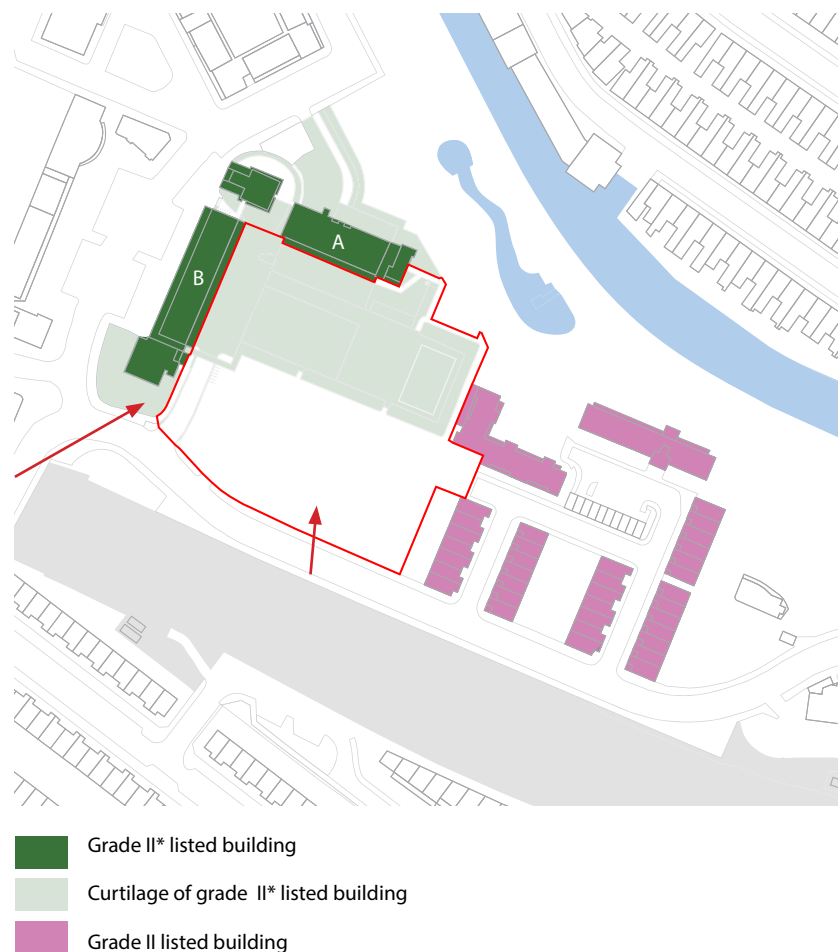 A
B
Grade II* listed building
Curtilage of grade II* listed building
Grade II listed building